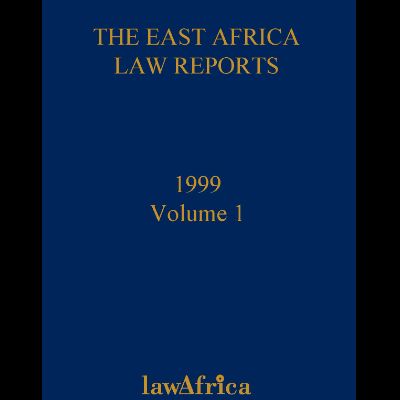 THE EAST AFRICA
LAW REPORTS
1999
Volume 1
lawAfrica